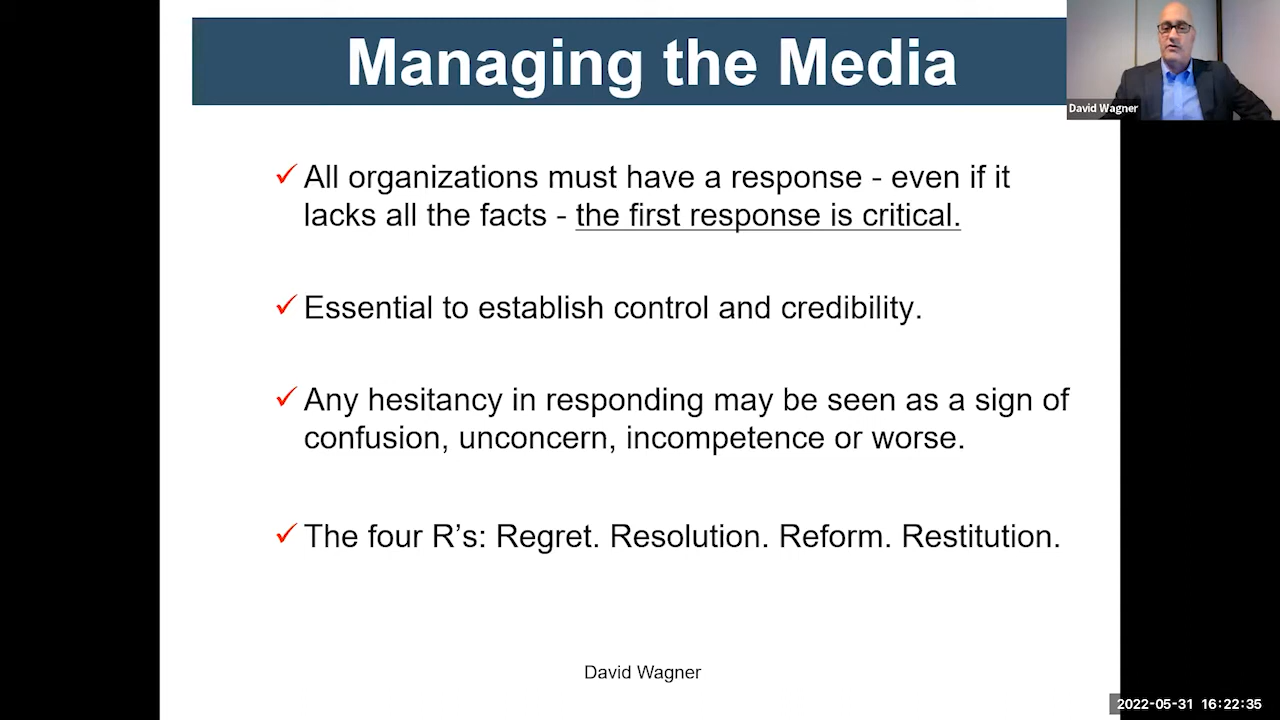 Managing the Media
David Wagner
✓ All organizations must have a response - even if it
lacks all the facts - the first response is critical.
✓ Essential to establish control and credibility.
✓ Any hesitancy in responding may be seen as a sign of
confusion, unconcern, incompetence or worse.
✓ The four R’s: Regret. Resolution. Reform. Restitution.
David Wagner
2022-05-31 16:22:35